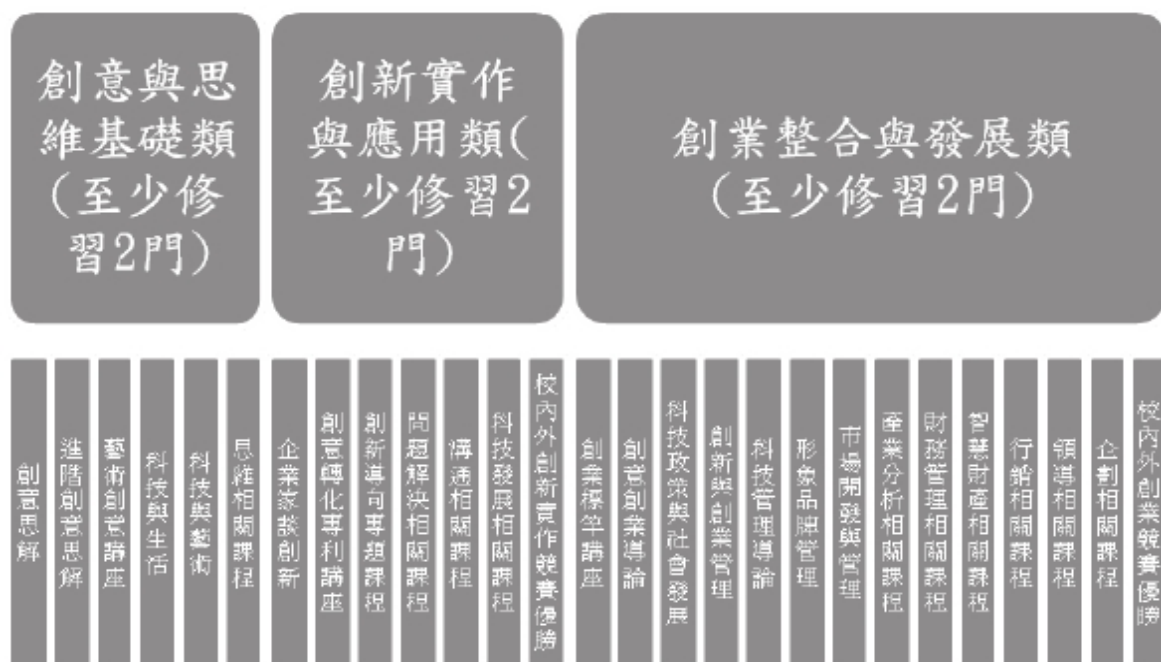 創意與思
維基礎類
(至少修
習2門)
創新實作
與應用類(
至少修習2
門)
創業整合與發展類
(至少修習2門)
創意思解
進階創意思解
藝術創意講座
科技與生活
科技與藝術
思維相關課程
企業家談創新
創意轉化專利講座
創新導向專題課程
問題解決相關課程
溝通相關課程
科技發展相關課程
校內外創新實作競賽優勝
創業標竿講座
創意創業導論
科技政策與社會發展
創新與創業管理
科技管理導論
形象品牌管理
市場開發與管理
產業分析相關課程
財務管理相關課程
智慧財產相關課程
行銷相關課程
領導相關課程
企劃相關課程
校內外創業競賽優勝